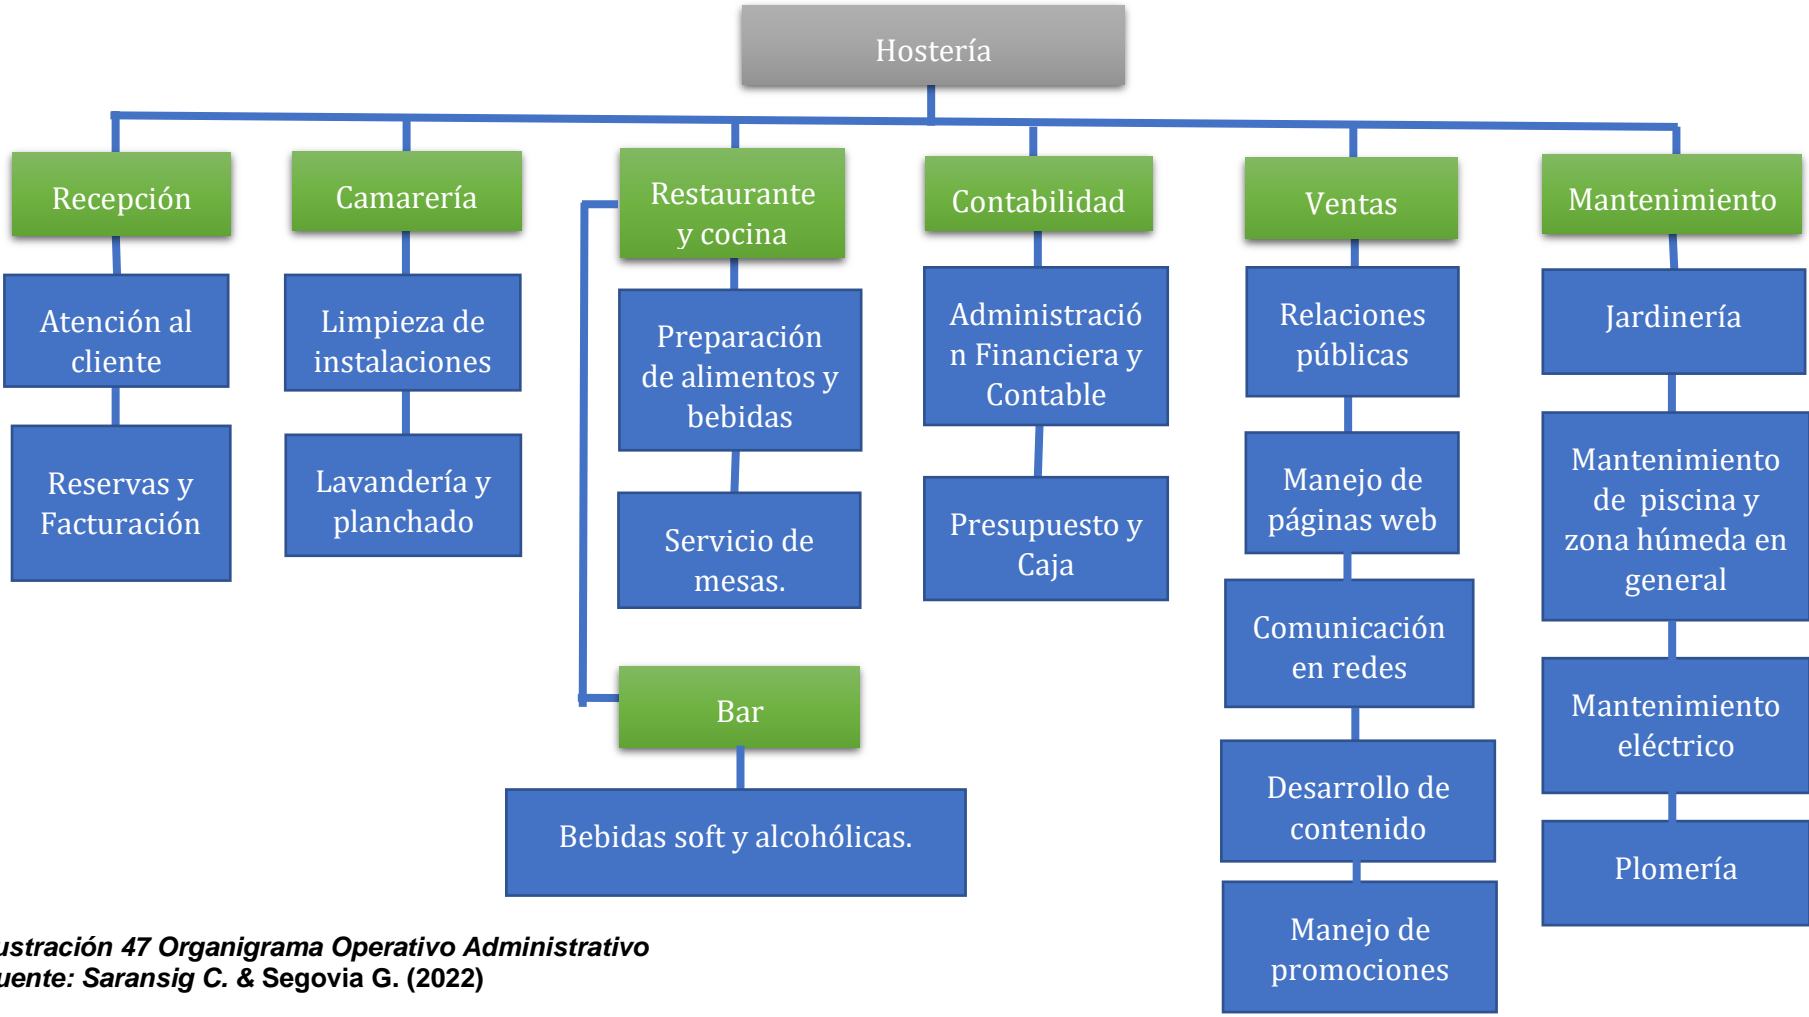 Hostería
Recepción
Atención al
cliente
Reservas y
Facturación
Camarería
Limpieza de
instalaciones
Lavandería y
planchado
Restaurante
y cocina
Preparación
de alimentos y
bebidas
Servicio de
mesas.
Bar
Bebidas soft y alcohólicas.
Contabilidad
Administració
n Financiera y
Contable
Presupuesto y
Caja
Ventas
Relaciones
públicas
Manejo de
páginas web
Comunicación
en redes
Desarrollo de
contenido
Manejo de
promociones
Mantenimiento
Jardinería
Mantenimiento
de piscina y
zona húmeda en
general
Mantenimiento
eléctrico
Plomería
ustración 47 Organigrama Operativo Administrativo
uente: Saransig C. & Segovia G. (2022)